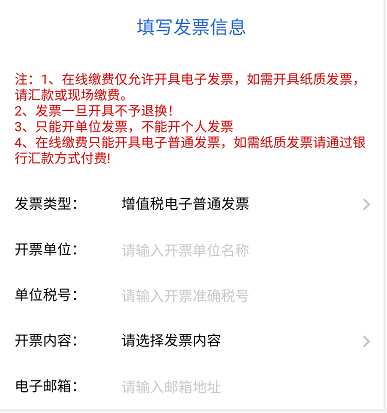 填写发票信息
注：1、在线缴费仅允许开具电子发票，如需开具纸质发票，
请汇款或现场缴费。
2、发票一旦开具不予退换！
3、只能开单位发票，不能开个人发票
4、在线缴费只能开具电子普通发票，如需纸质发票请通过银
行汇款方式付费!
发票类型： 增值税电子普通发票
开票单位： 请输入开票单位名称
单位税号： 请输入开票准确税号
开票内容： 请选择发票内容
电子邮箱： 请输入邮箱地址